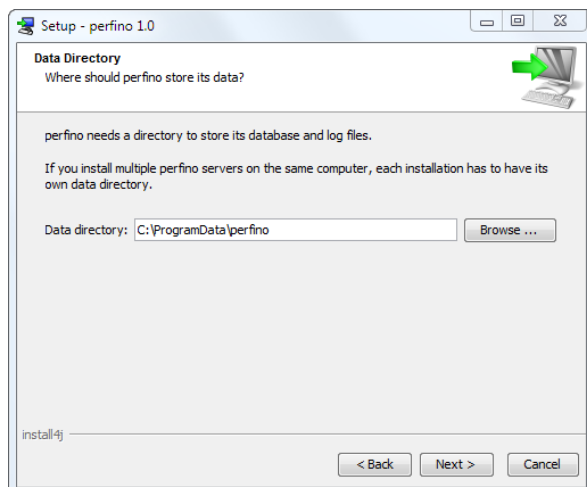 Setup - perfino 1.0
Data Directory
Where should perfino store its data?
perfino needs a directory to store its database and log files.
If you install multiple perfino servers on the same computer, each installation has to have its
own data directory.
Data directory: C:\ProgramData\perfino Browse ...
install4j
< Back Next > Cancel